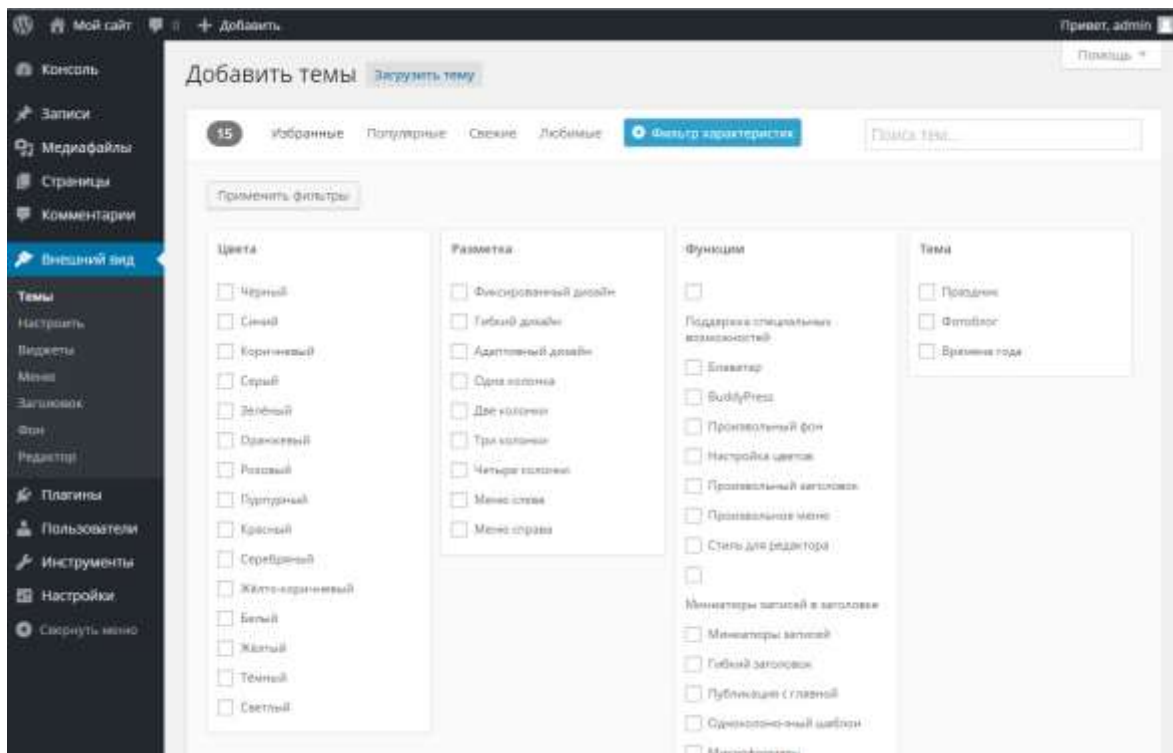 Мой сайт 0 + Добавить
Привет, admin
Помощь
Консоль
Записи
Медиафайлы
Страницы
Комментарии
Внешний вид
Темы
Настроить
Виджеты
Меню
Заголовок
Фон
Редактор
Плагины
Пользователи
Инструменты
Настройки
Свернуть меню
Добавить темы Загрузить тему
15 Избранные Популярные Свежие Любимые Фильтр характеристик Поиск тем...
Применить фильтры
Цвета
Чёрный
Синий
Коричневый
Серый
Зелёный
Оранжевый
Розовый
Пурпурный
Красный
Серебряный
Жёлто-коричневый
Белый
Жёлтый
Тёмный
Светлый
Разметка
Фиксированный дизайн
Гибкий дизайн
Адаптивный дизайн
Одна колонка
Две колонки
Три колонки
Четыре колонки
Меню слева
Меню справа
Функции
Поддержка специальных
возможностей
Блаватар
BuddyPress
Произвольный фон
Настройка цветов
Произвольный заголовок
Произвольное меню
Стиль для редактора
Миниатюры записей в заголовке
Миниатюры записей
Гибкий заголовок
Публикация с главной
Одноколоночный шаблон
Микроформаты
Тема
Праздник
Фотоблог
Времена года